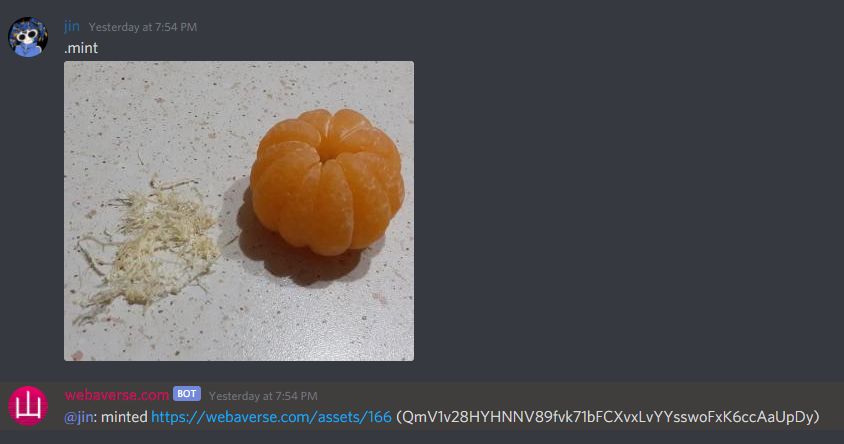 jin Yesterday at 7:54 PM
.mint
山
webaverse.com BOT Yesterday at 7:54 PM
@jin: minted https://webaverse.com/assets/166 (QmV1v28HYHNNV89fvk71bFCXvxLvYYsswoFxK6ccAaUpDy)